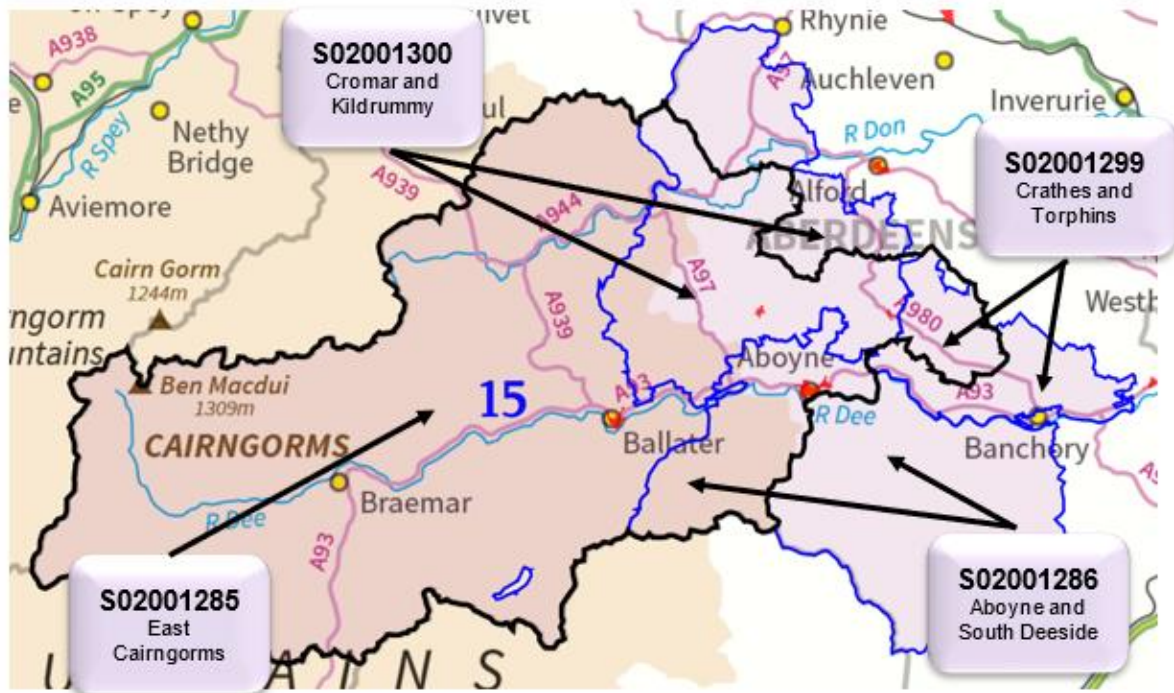 A938
A95
R Spey
Nethy
Bridge
Aviemore
Cairn Gorm
1244m
ngorm
untains
Ben Macdui
1309m
CAIRNGORMS
S02001300
Cromar and
Kildrummy
A939
A944
A939
A97
Rhynie
Auchleven
Inverurie
R Don
Alford
ABERDEENS
S02001299
Crathes and
Torphins
A980
Aboyne
15
A93
Ballater
R Dee
A93
Banchory
Braemar
R Dee
A93
S02001285
East
Cairngorms
S02001286
Aboyne and
South Deeside